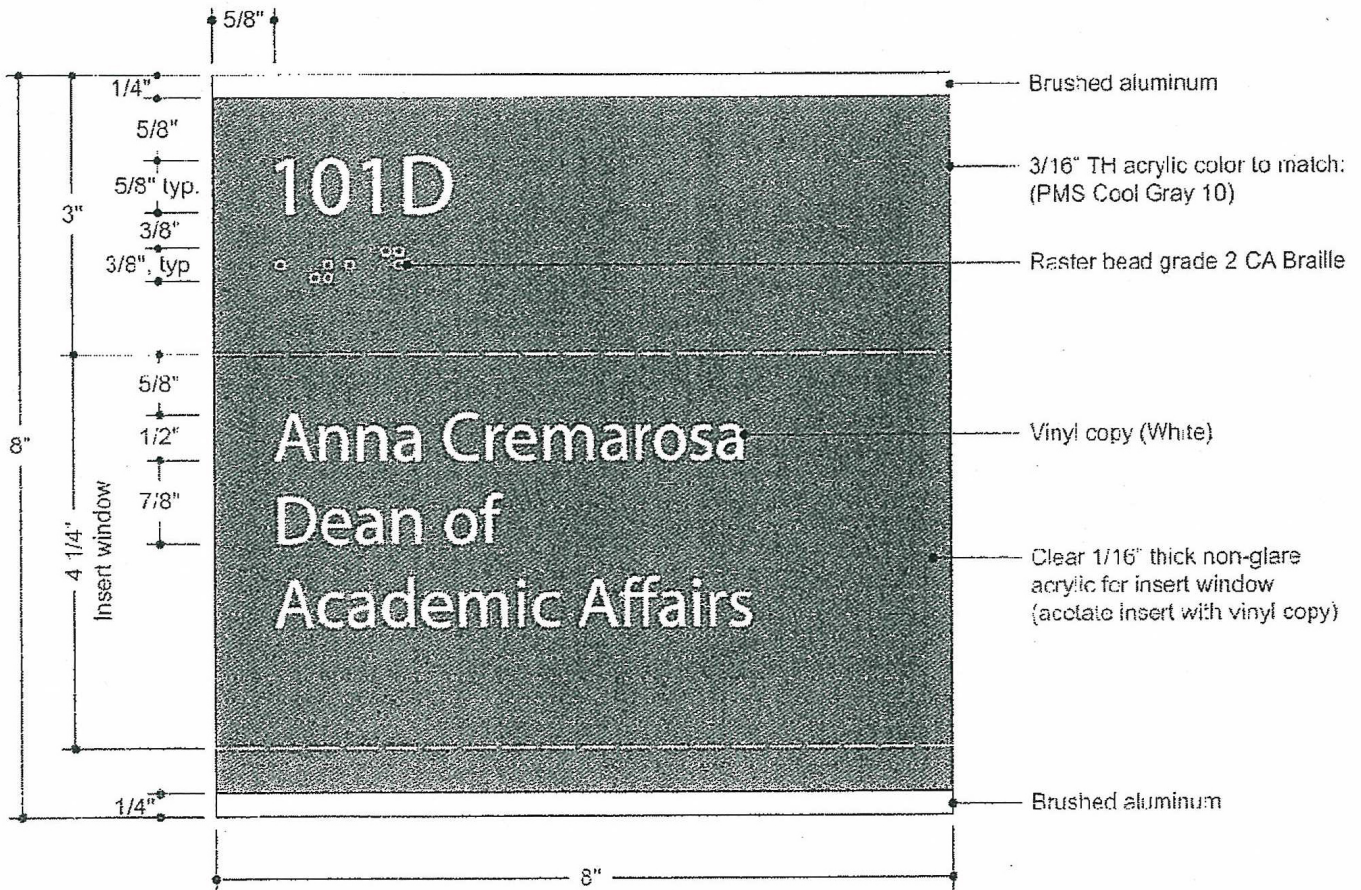 5/8"
1/4"
Brushed aluminum
5/8"
101D
3/16" TH acrylic color to match:
(PMS Cool Gray 10)
5/8" typ.
3"
3/8"
3/8", typ
Raster bead grade 2 CA Braille
5/8"
8"
1/2"
Anna Cremarosa
Vinyl copy (White)
7/8"
Dean of
4 1/4"
Insert window
Clear 1/16" thick non-glare
acrylic for insert window
(acetate insert with vinyl copy)
Academic Affairs
1/4"
Brushed aluminum
8"